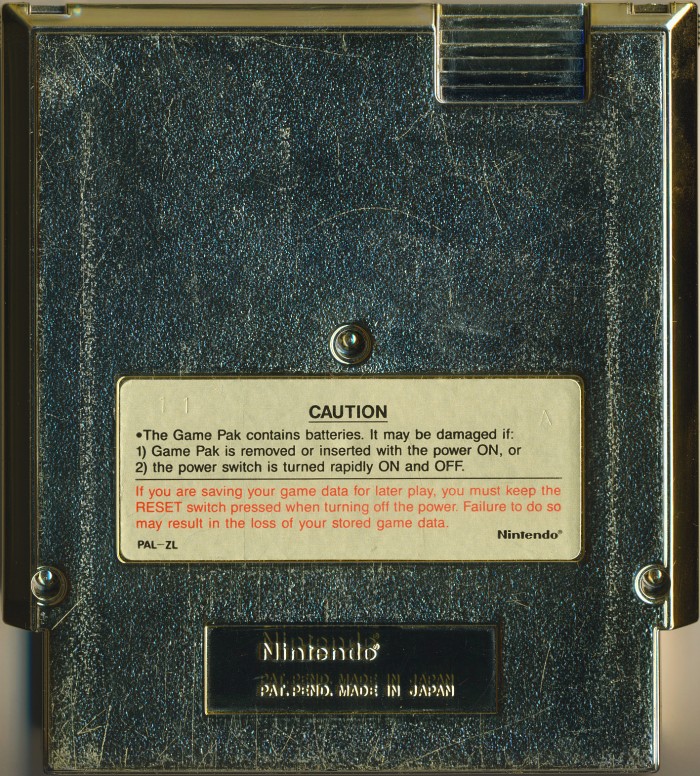 11
A
CAUTION
•The Game Pak contains batteries. It may be damaged if:
1) Game Pak is removed or inserted with the power ON, or
2) the power switch is turned rapidly ON and OFF.
If you are saving your game data for later play, you must keep the
RESET switch pressed when turning off the power. Failure to do so
may result in the loss of your stored game data.
Nintendo®
PAL-ZL
Nintendo®
PAT. PEND. MADE IN JAPAN